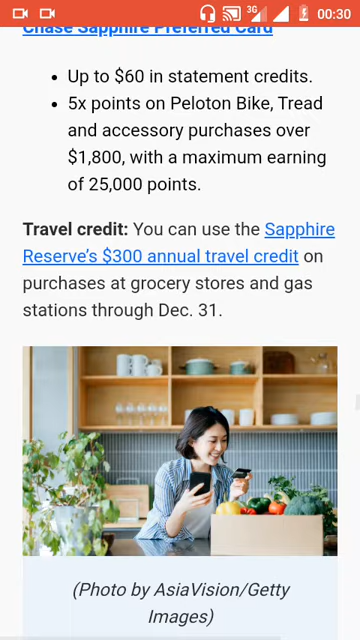 3G
00:30
Chase Sapphire Preferred Card
• Up to $60 in statement credits.
• 5x points on Peloton Bike, Tread
and accessory purchases over
$1,800, with a maximum earning
of 25,000 points.
Travel credit: You can use the Sapphire
Reserve’s $300 annual travel credit on
purchases at grocery stores and gas
stations through Dec. 31.
(Photo by AsiaVision/Getty
Images)